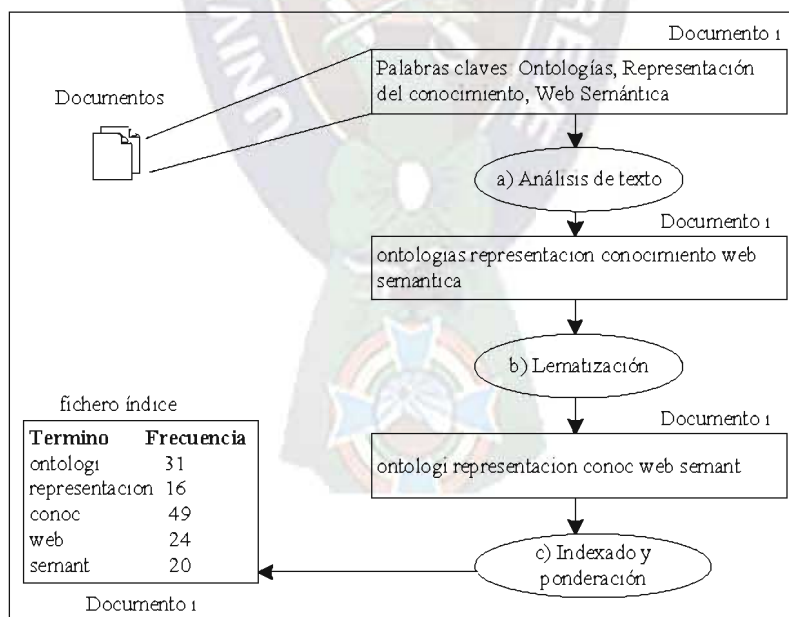 Documento 1
Documentos
Palabras claves Ontologías, Representación
del conocimiento, Web Semántica
a) Análisis de texto
Documento 1
ontologias representacion conocimiento web
semantica
b) Lematización
Documento 1
ontologi representacion conoc web semant
c) Indexado y
ponderación
fichero índice
Termino Frecuencia
ontologi 31
representacion 16
conoc 49
web 24
semant 20
Documento 1
UNIV